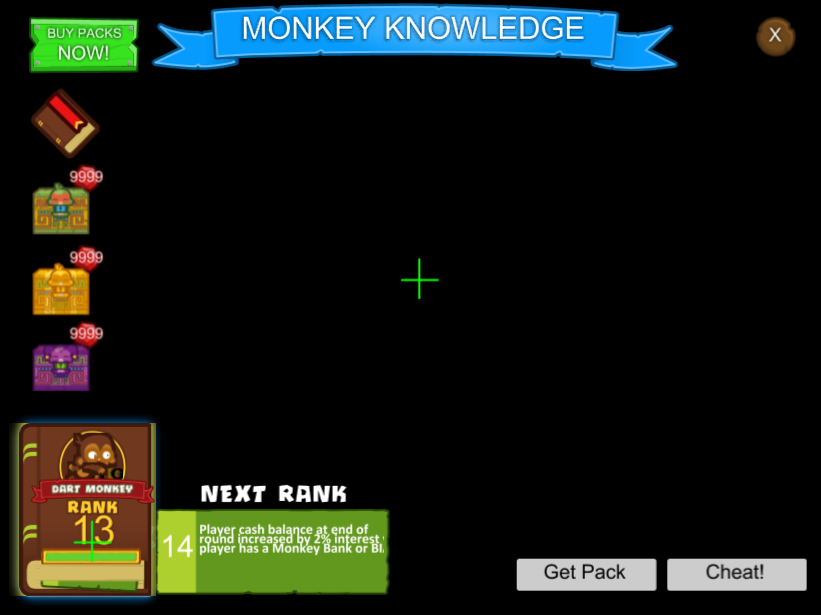 BUY PACKS
NOW!
MONKEY KNOWLEDGE
X
9999
9999
9999
DART MONKEY
RANK
13
NEXT RANK
14
Player cash balance at end of
round increased by 2% interest
player has a Monkey Bank or
Get Pack
Cheat!